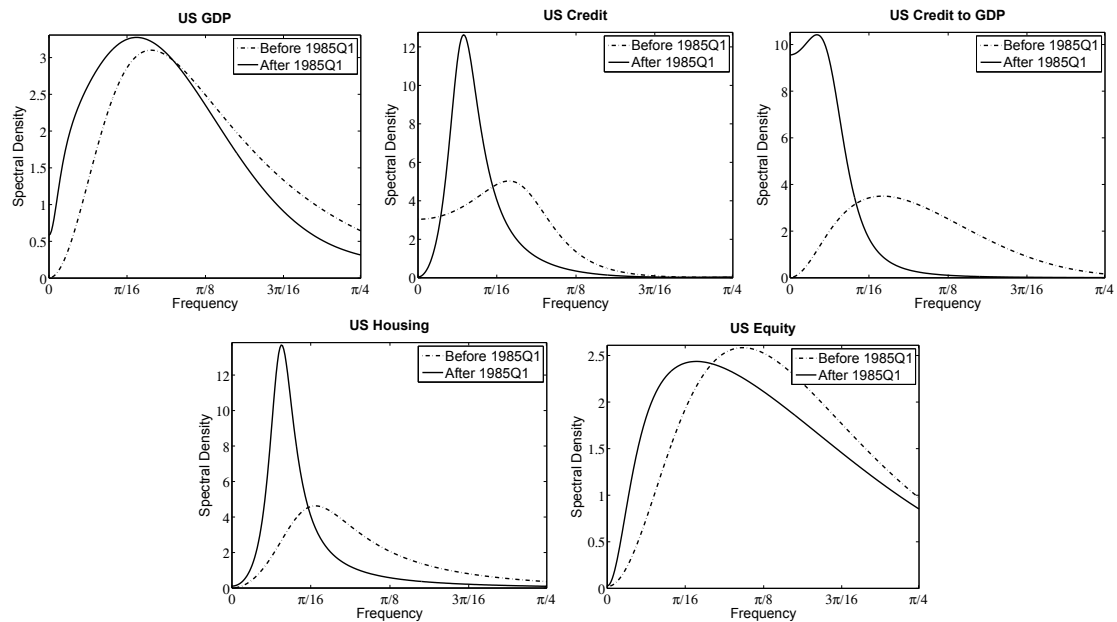 US GDP
Spectral Density
3
2.5
2
1.5
1
0.5
0
Before 1985Q1
After 1985Q1
0 π/16 π/8 3π/16 π/4
Frequency
US Credit
Spectral Density
12
10
8
6
4
2
0
Before 1985Q1
After 1985Q1
0 π/16 π/8 3π/16 π/4
Frequency
US Credit to GDP
Spectral Density
10
8
6
4
2
0
Before 1985Q1
After 1985Q1
0 π/16 π/8 3π/16 π/4
Frequency
US Housing
Spectral Density
12
10
8
6
4
2
0
Before 1985Q1
After 1985Q1
0 π/16 π/8 3π/16 π/4
Frequency
US Equity
Spectral Density
2.5
2
1.5
1
0.5
0
Before 1985Q1
After 1985Q1
0 π/16 π/8 3π/16 π/4
Frequency